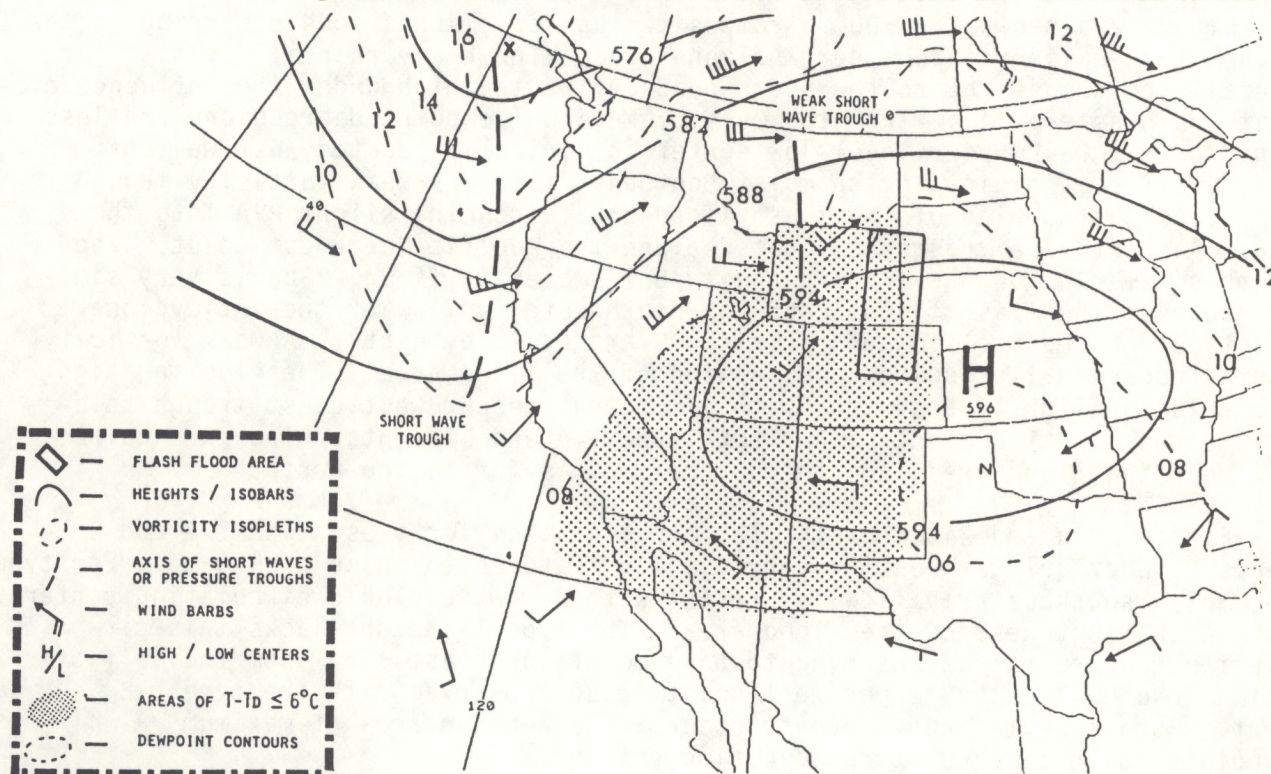 16
X
576
12
14
12
WEAK SHORT
WAVE TROUGH
582
10
588
40
12
594
H
596
10
SHORT WAVE
TROUGH
08
08
N
594
06
120
FLASH FLOOD AREA
HEIGHTS / ISOBARS
VORTICITY ISOPLETHS
AXIS OF SHORT WAVES
OR PRESSURE TROUGHS
WIND BARBS
H/L
HIGH / LOW CENTERS
AREAS OF T-TD ≤ 6°C
DEWPOINT CONTOURS